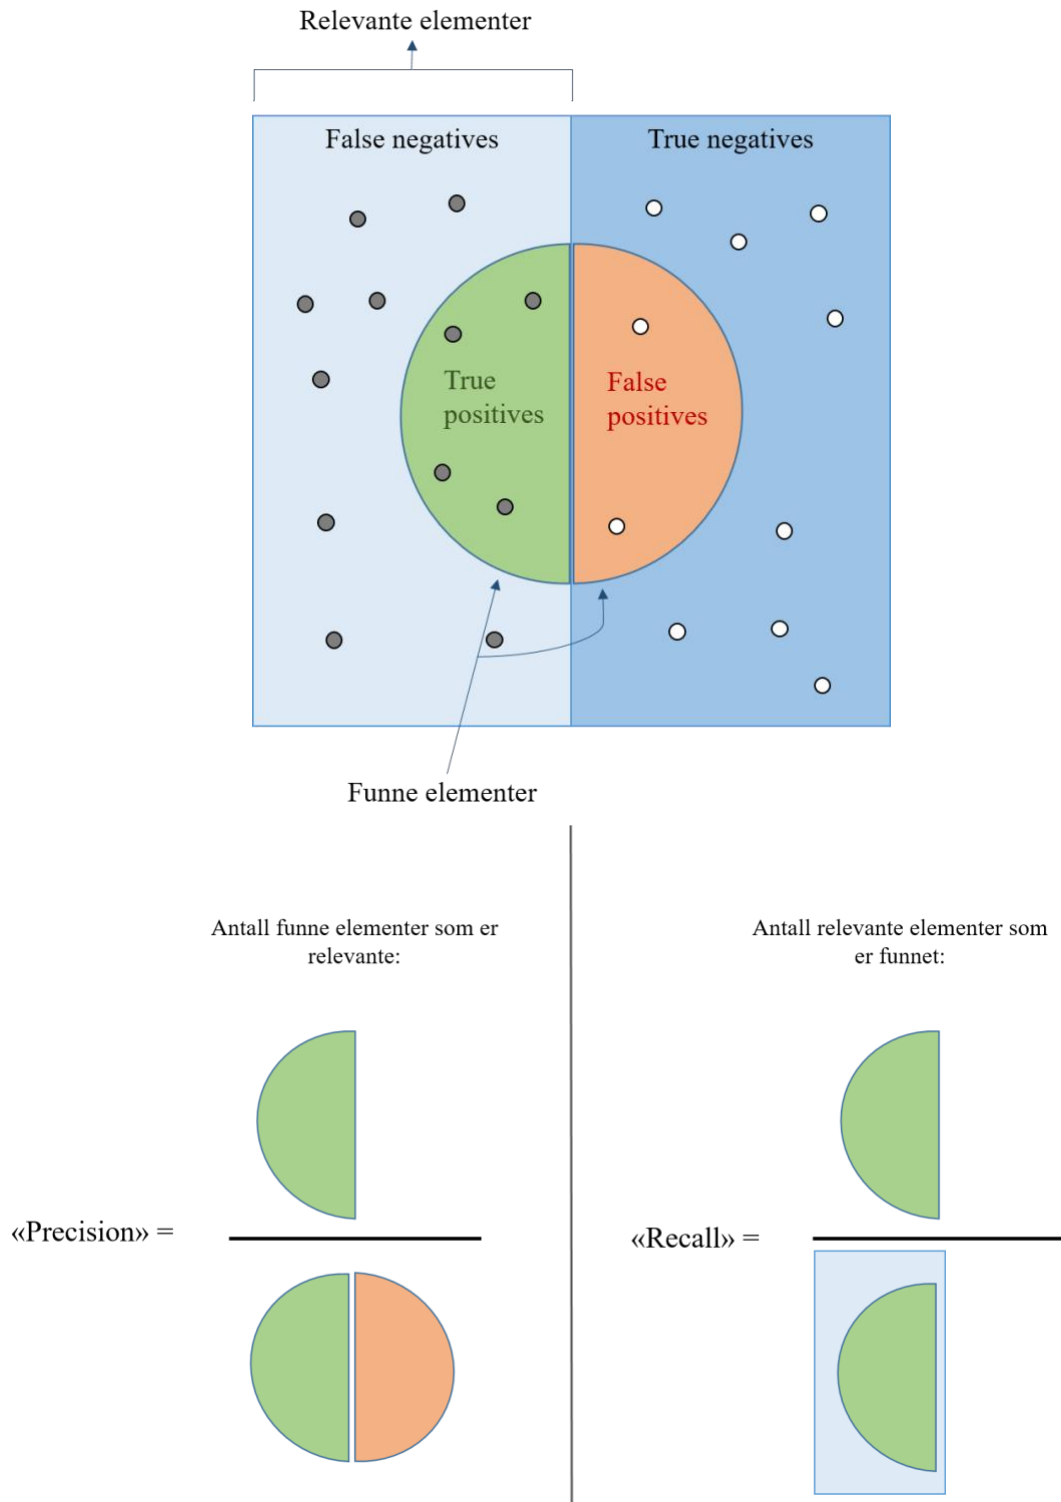 Relevante elementer
False negatives
True negatives
True
positives
False
positives
Funne elementer
Antall funne elementer som er
relevante:
«Precision» =
Antall relevante elementer som
er funnet:
«Recall» =